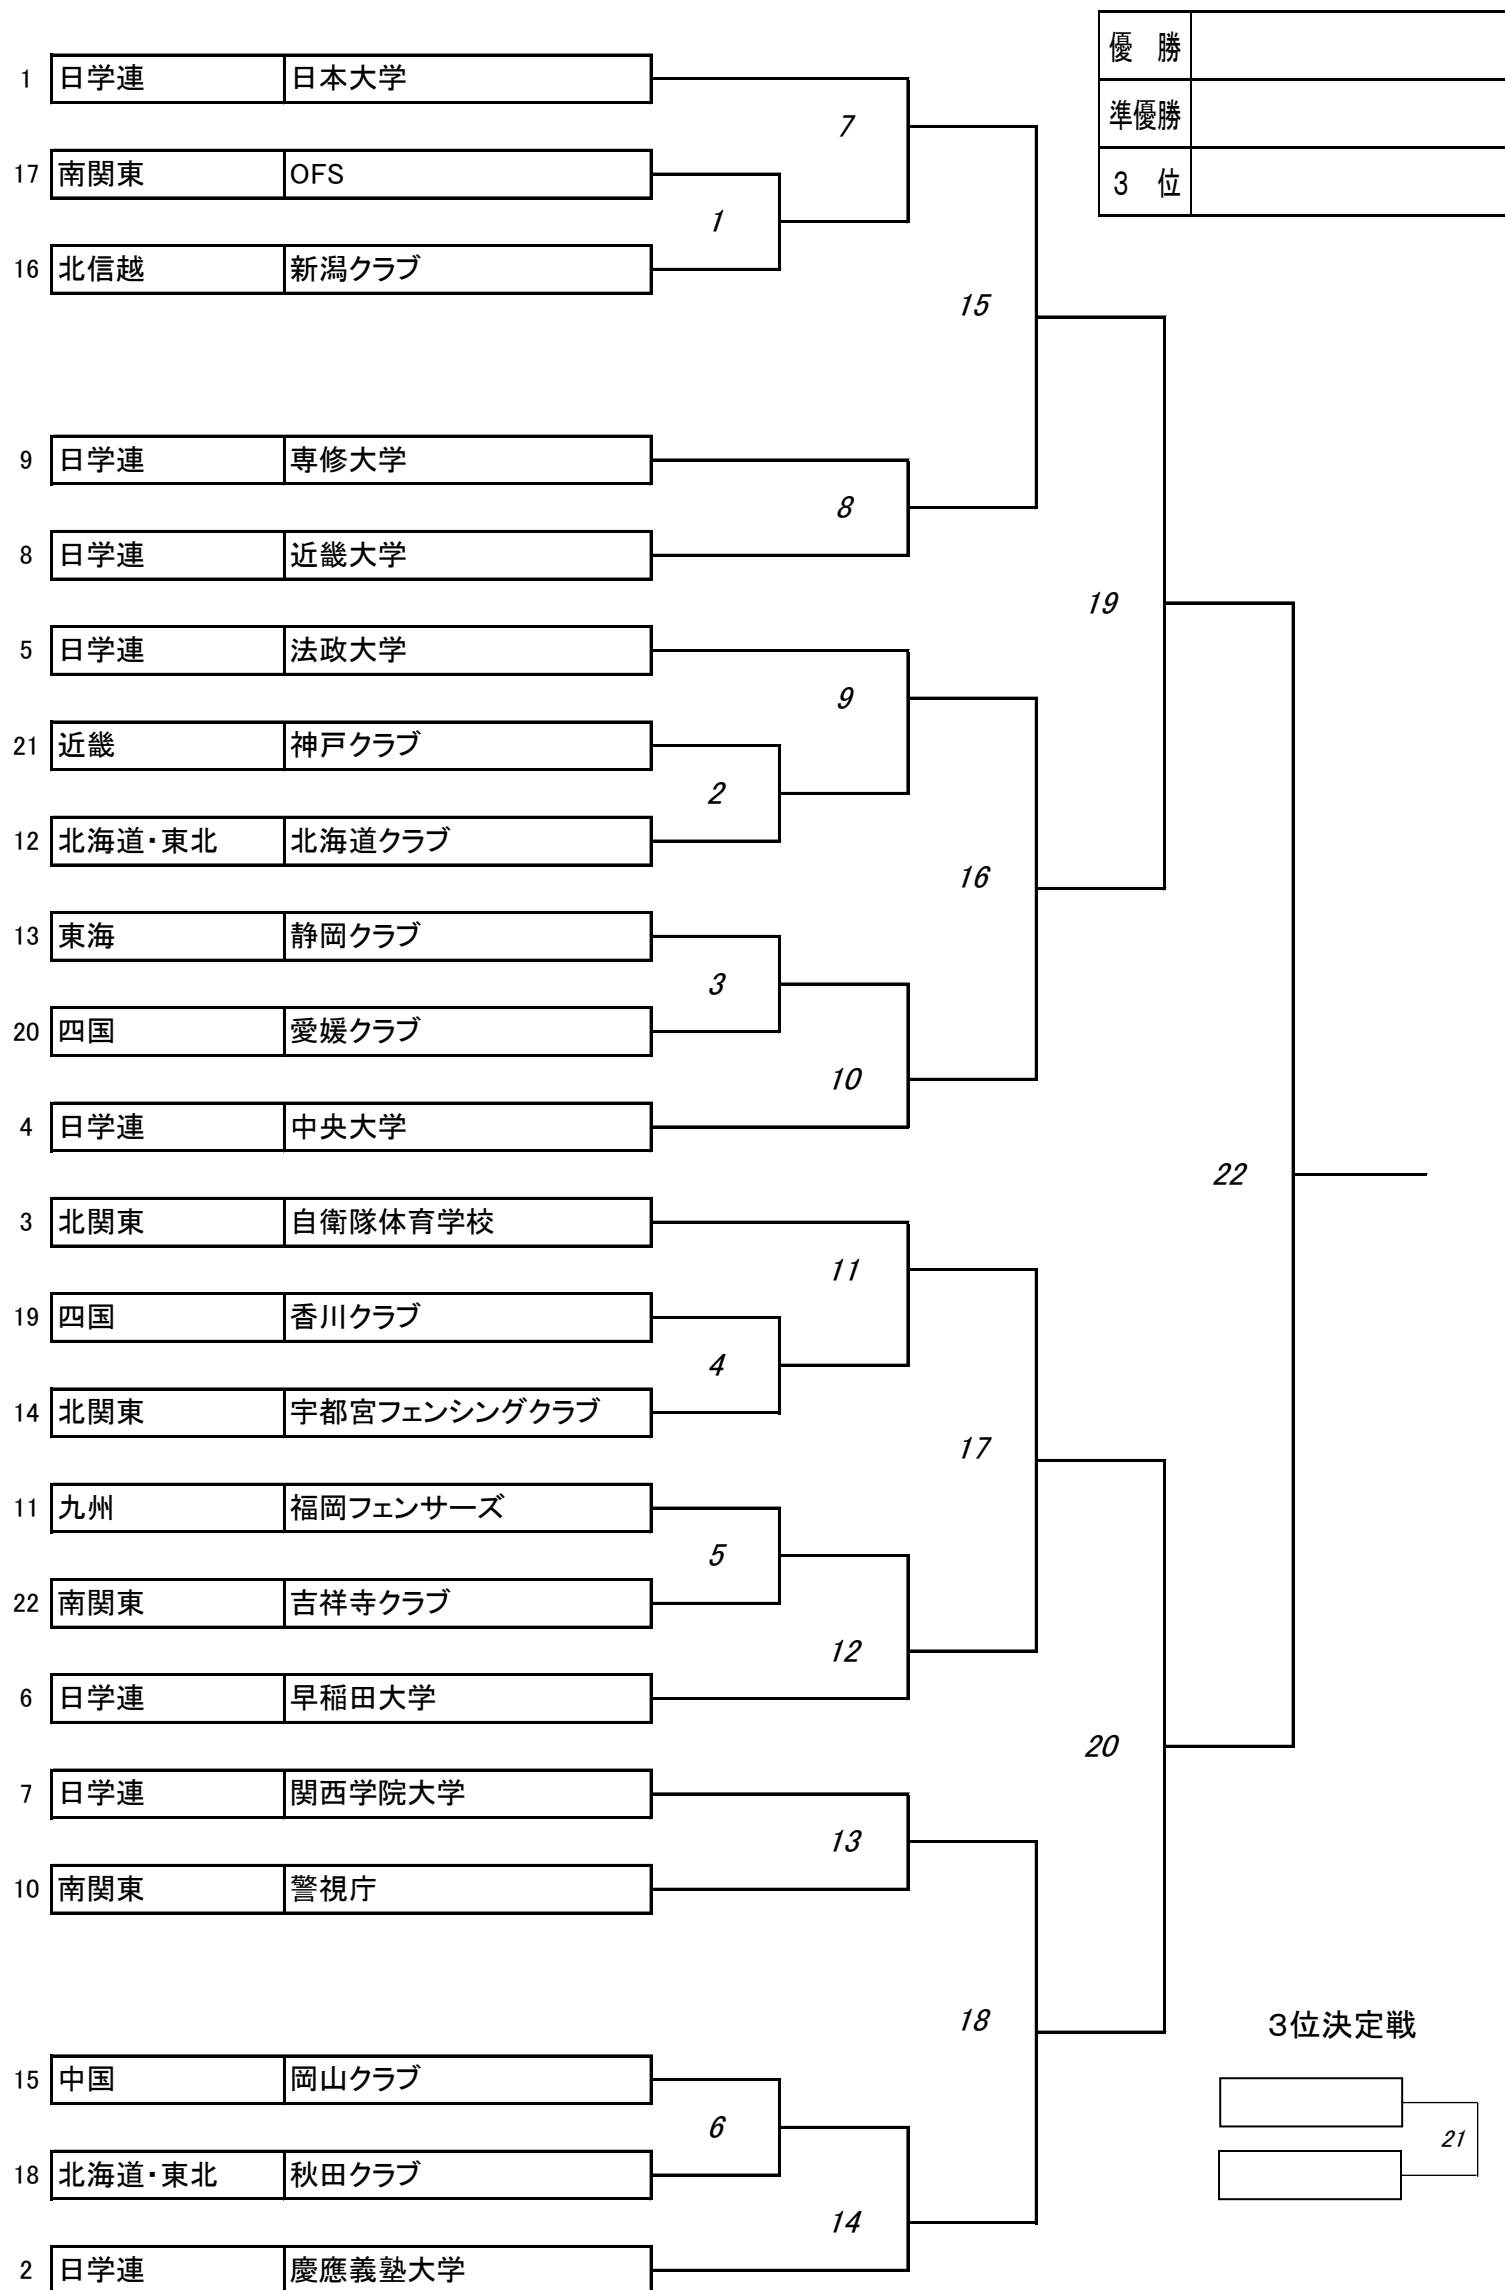 優　勝
準優勝
3　位
1 日学連 日本大学
7
17 南関東 OFS
1
16 北信越 新潟クラブ
15
9 日学連 専修大学
8
8 日学連 近畿大学
19
5 日学連 法政大学
9
21 近畿 神戸クラブ
2
12 北海道・東北 北海道クラブ
16
13 東海 静岡クラブ
3
20 四国 愛媛クラブ
10
4 日学連 中央大学
22
3 北関東 自衛隊体育学校
11
19 四国 香川クラブ
4
14 北関東 宇都宮フェンシングクラブ
17
11 九州 福岡フェンサーズ
5
22 南関東 吉祥寺クラブ
12
6 日学連 早稲田大学
20
7 日学連 関西学院大学
13
10 南関東 警視庁
18
3位決定戦
15 中国 岡山クラブ
6
21
18 北海道・東北 秋田クラブ
14
2 日学連 慶應義塾大学